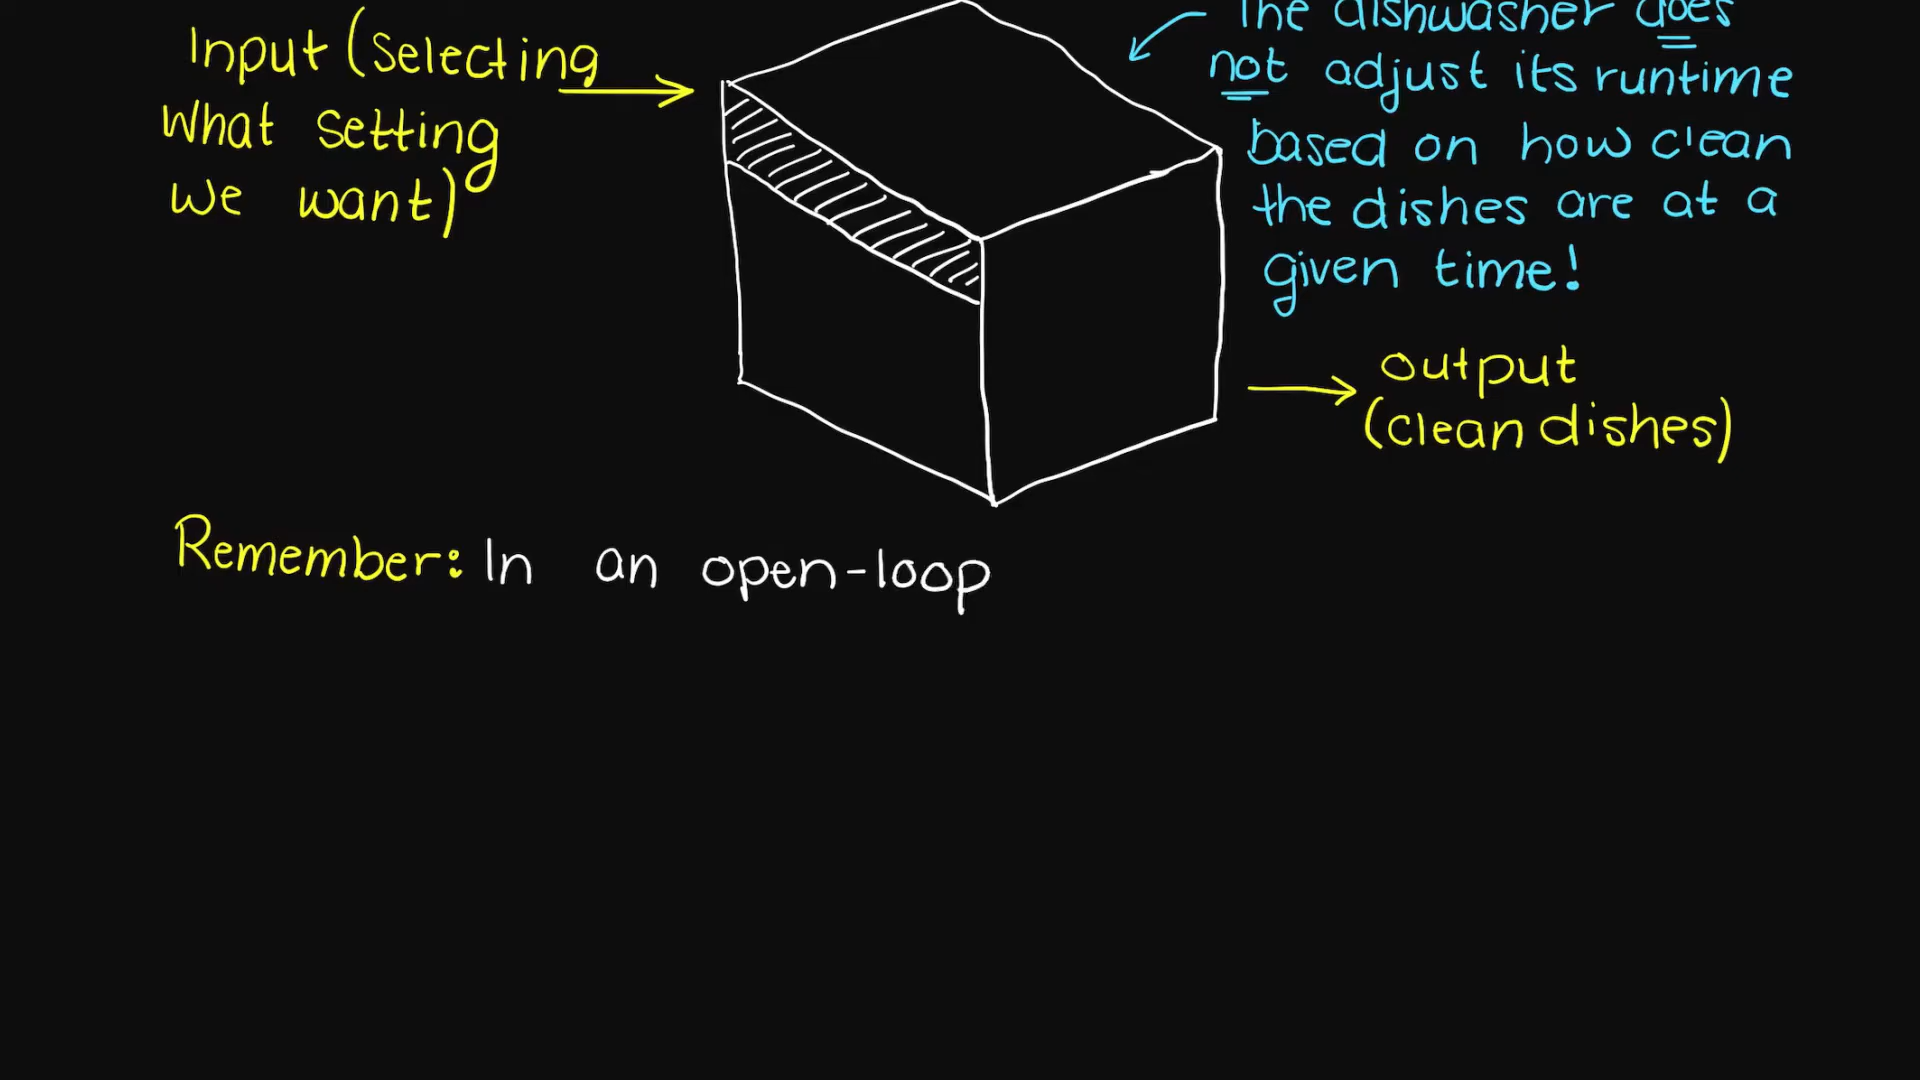 Input (selecting
What setting
we want)
The dishwasher does
not adjust its runtime
based on how clean
the dishes are at a
given time!
output
(clean dishes)
Remember: In an open-loop